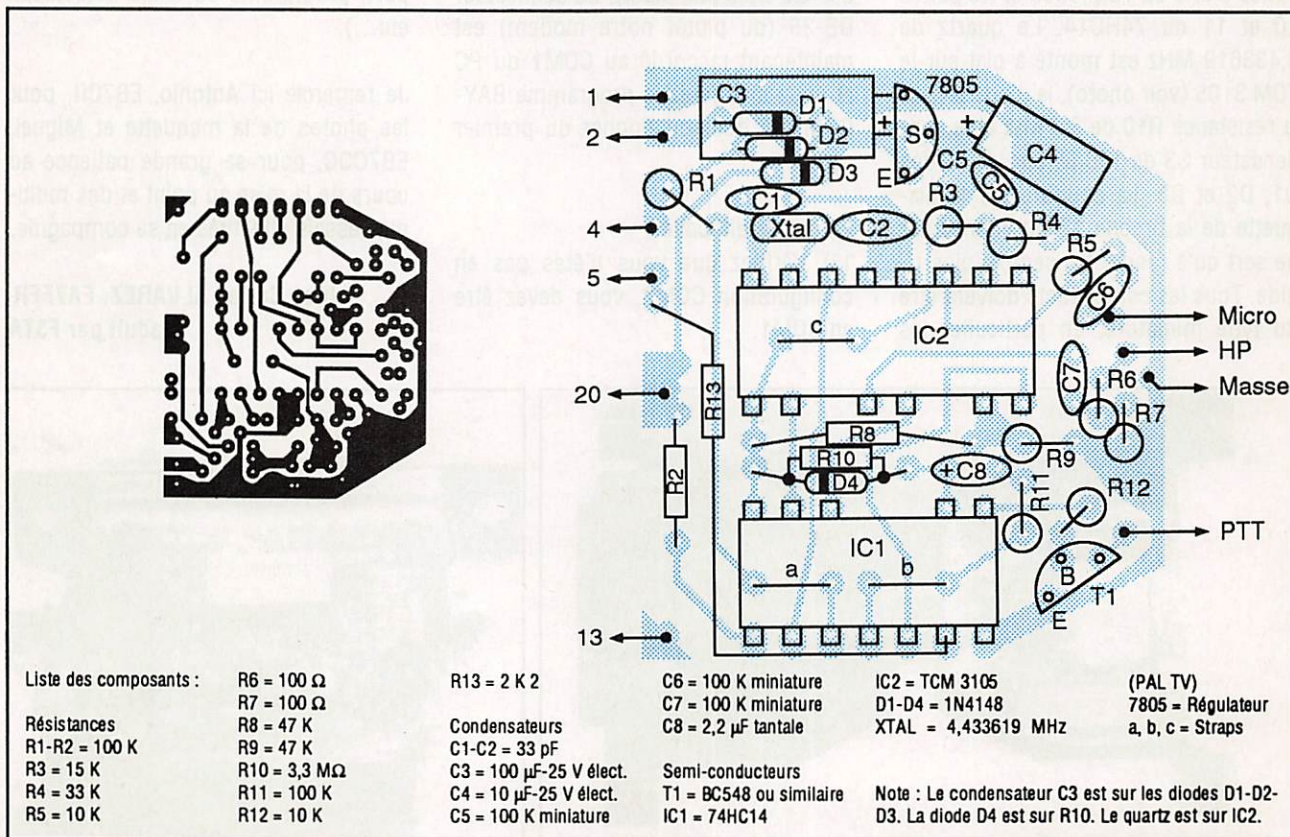 1
2
4
5
20
13
C3
D1
D2
D3
7805
+
S
E
+
C4
C5
C5
R1
C1
Xtal
C2
R3
R4
R5
C6
Micro
HP
Masse
c
IC2
C7
R6
R7
R13
R8
R10
D4
+C8
R9
R2
R11
R12
IC1
a
b
PTT
B
T1
E
Liste des composants :
Résistances
R1-R2 = 100 K
R3 = 15 K
R4 = 33 K
R5 = 10 K
R6 = 100 Ω
R7 = 100 Ω
R8 = 47 K
R9 = 47 K
R10 = 3,3 MΩ
R11 = 100 K
R12 = 10 K
R13 = 2 K 2
Condensateurs
C1-C2 = 33 pF
C3 = 100 µF-25 V élect.
C4 = 10 µF-25 V élect.
C5 = 100 K miniature
C6 = 100 K miniature
C7 = 100 K miniature
C8 = 2,2 µF tantale
Semi-conducteurs
T1 = BC548 ou similaire
IC1 = 74HC14
IC2 = TCM 3105
D1-D4 = 1N4148
XTAL = 4,433619 MHz
(PAL TV)
7805 = Régulateur
a, b, c = Straps
Note : Le condensateur C3 est sur les diodes D1-D2-
D3. La diode D4 est sur R10. Le quartz est sur IC2.